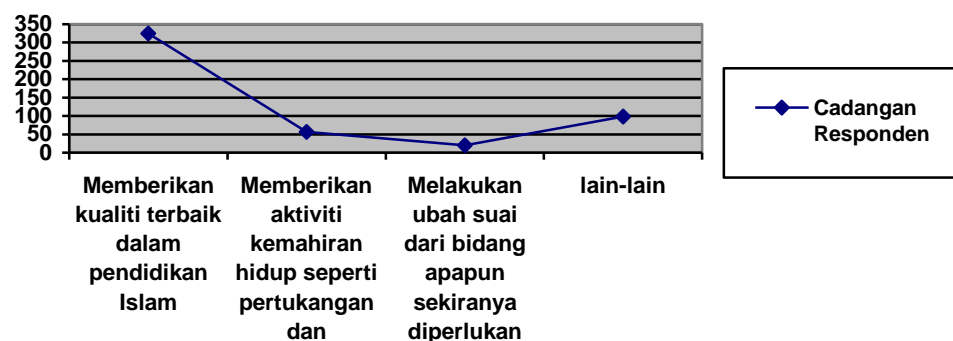 350
300
250
200
150
100
50
0
Cadangan
Responden
Memberikan
kualiti terbaik
dalam
pendidikan
Islam
Memberikan
aktiviti
kemahiran
hidup seperti
pertukangan
dan
Melakukan
ubah suai
dari bidang
apapun
sekiranya
diperlukan
lain-lain